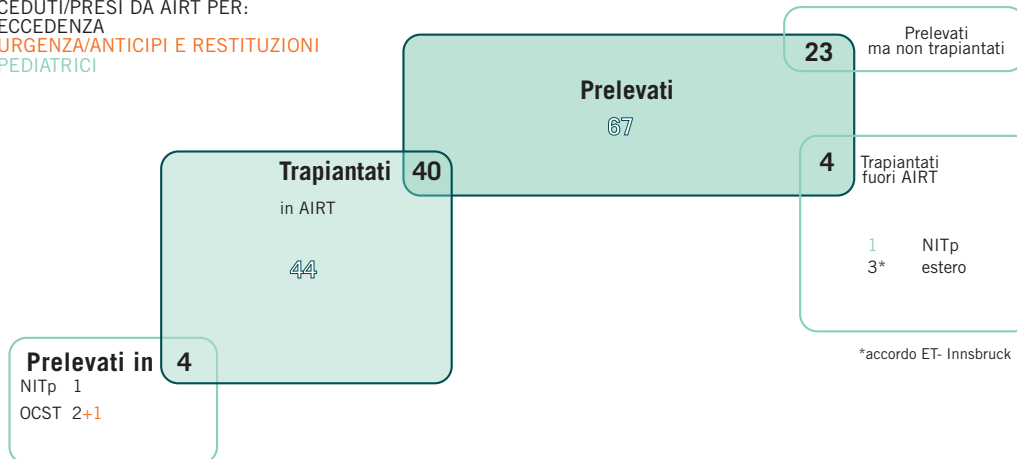 CEDUTI/PRESI DA AIRT PER:
ECCEDENZA
URGENZA/ANTICIPI E RESTITUZIONI
PEDIATRICI
23
Prelevati
ma non trapiantati
Prelevati
67
4
Trapiantati
fuori AIRT
1 NITp
3* estero
*accordo ET- Innsbruck
Trapiantati 40
in AIRT
44
Prelevati in 4
NITp 1
OCST 2+1